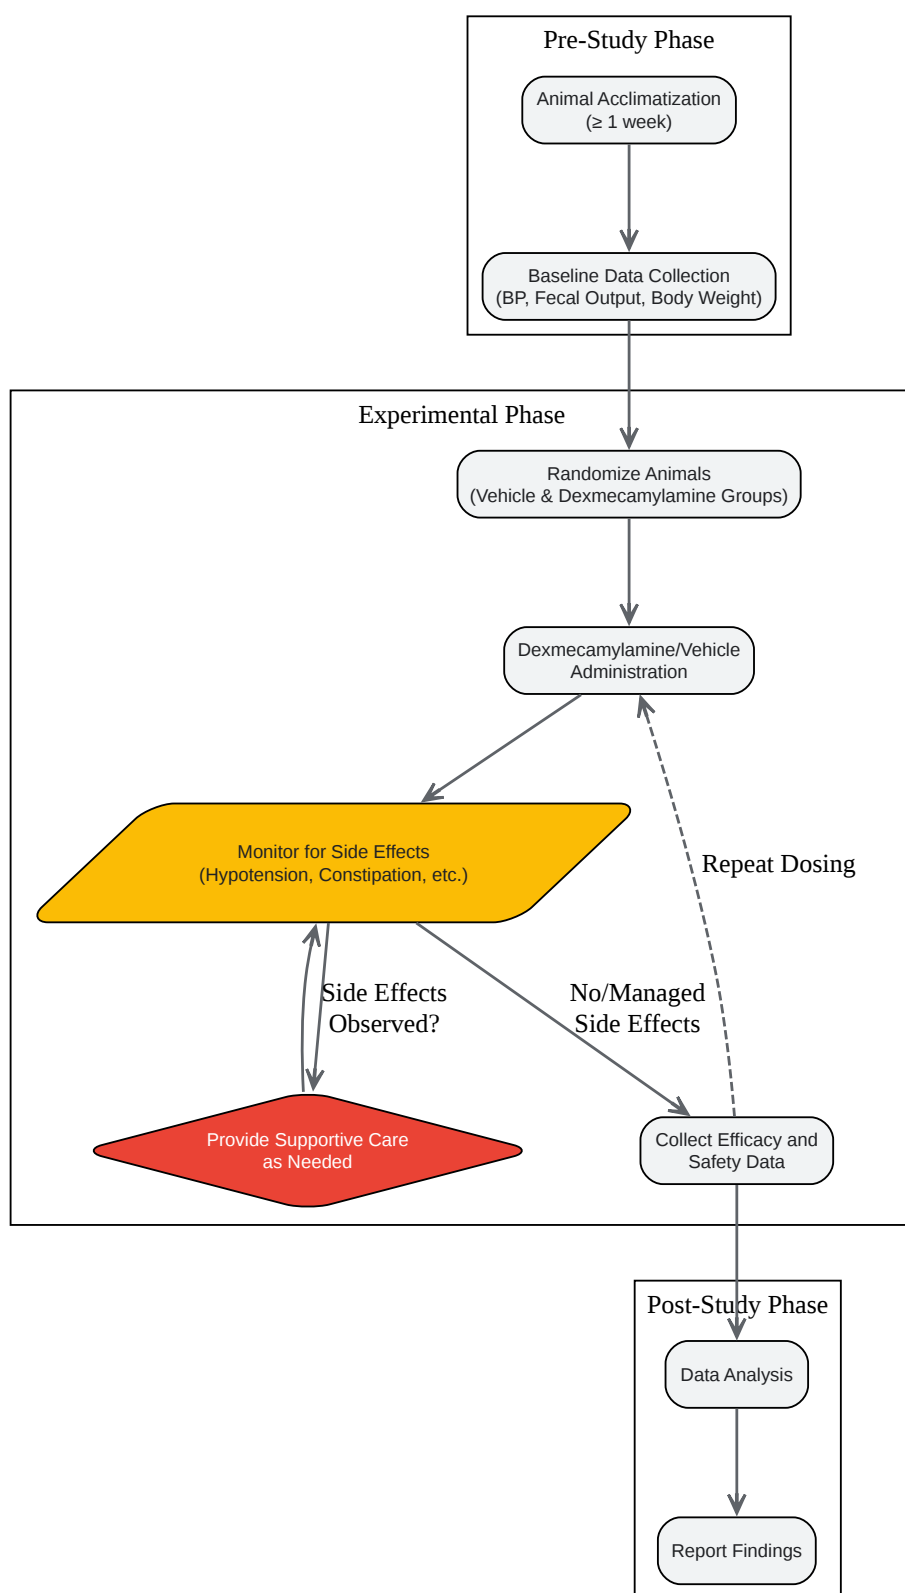 Pre-Study Phase
Animal Acclimatization
(≥ 1 week)
Baseline Data Collection
(BP, Fecal Output, Body Weight)
Experimental Phase
Randomize Animals
(Vehicle & Dexmecamylamine Groups)
Dexmecamylamine/Vehicle
Administration
Monitor for Side Effects
(Hypotension, Constipation, etc.)
Repeat Dosing
Side Effects
Observed?
No/Managed
Side Effects
Provide Supportive Care
as Needed
Collect Efficacy and
Safety Data
Post-Study Phase
Data Analysis
Report Findings